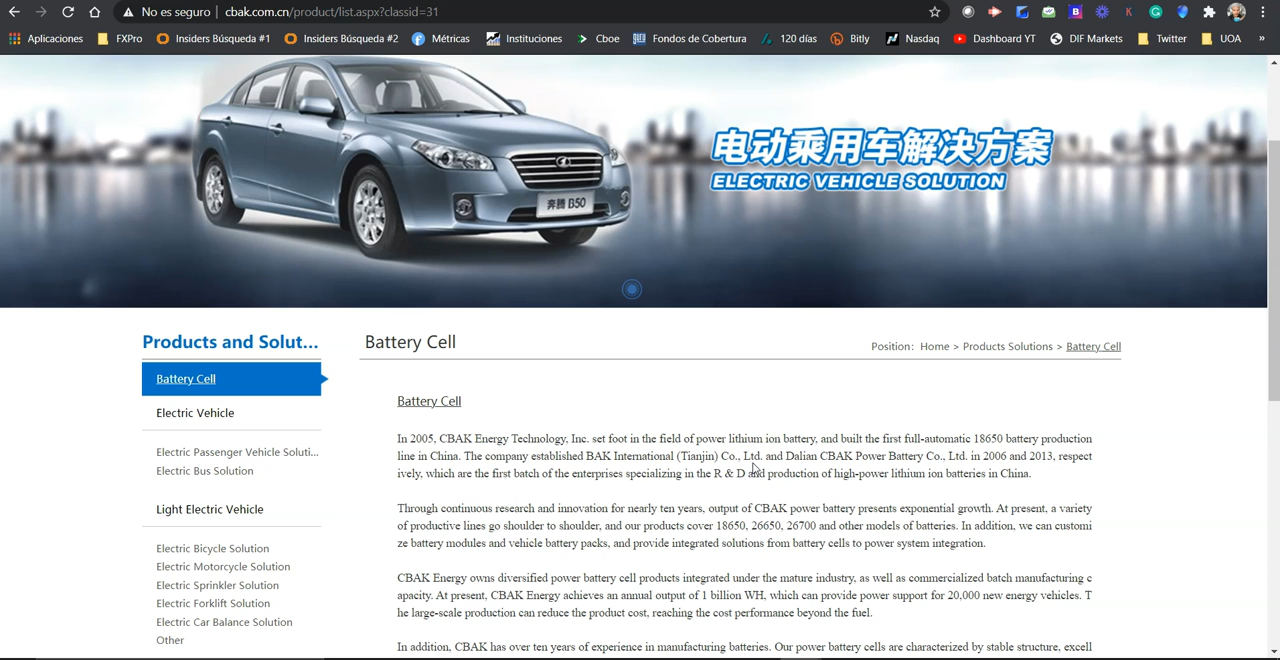 No es seguro | cbak.com.cn/product/list.aspx?classid=31
Aplicaciones FXPro Insiders Búsqueda #1 Insiders Búsqueda #2 Métricas Instituciones Cboe Fondos de Cobertura 120 días Bitly Nasdaq Dashboard YT DIF Markets Twitter UOA »
电动乘用车解决方案
ELECTRIC VEHICLE SOLUTION
奔腾 B50
Products and Solut...
Battery Cell
Electric Vehicle
Electric Passenger Vehicle Soluti...
Electric Bus Solution
Light Electric Vehicle
Electric Bicycle Solution
Electric Motorcycle Solution
Electric Sprinkler Solution
Electric Forklift Solution
Electric Car Balance Solution
Other
Battery Cell
Position: Home > Products Solutions > Battery Cell
Battery Cell
In 2005, CBAK Energy Technology, Inc. set foot in the field of power lithium ion battery, and built the first full-automatic 18650 battery production
line in China. The company established BAK International (Tianjin) Co., Ltd. and Dalian CBAK Power Battery Co., Ltd. in 2006 and 2013, respect
ively, which are the first batch of the enterprises specializing in the R & D and production of high-power lithium ion batteries in China.
Through continuous research and innovation for nearly ten years, output of CBAK power battery presents exponential growth. At present, a variety
of productive lines go shoulder to shoulder, and our products cover 18650, 26650, 26700 and other models of batteries. In addition, we can customi
ze battery modules and vehicle battery packs, and provide integrated solutions from battery cells to power system integration.
CBAK Energy owns diversified power battery cell products integrated under the mature industry, as well as commercialized batch manufacturing c
apacity. At present, CBAK Energy achieves an annual output of 1 billion WH, which can provide power support for 20,000 new energy vehicles. T
he large-scale production can reduce the product cost, reaching the cost performance beyond the fuel.
In addition, CBAK has over ten years of experience in manufacturing batteries. Our power battery cells are characterized by stable structure, excell